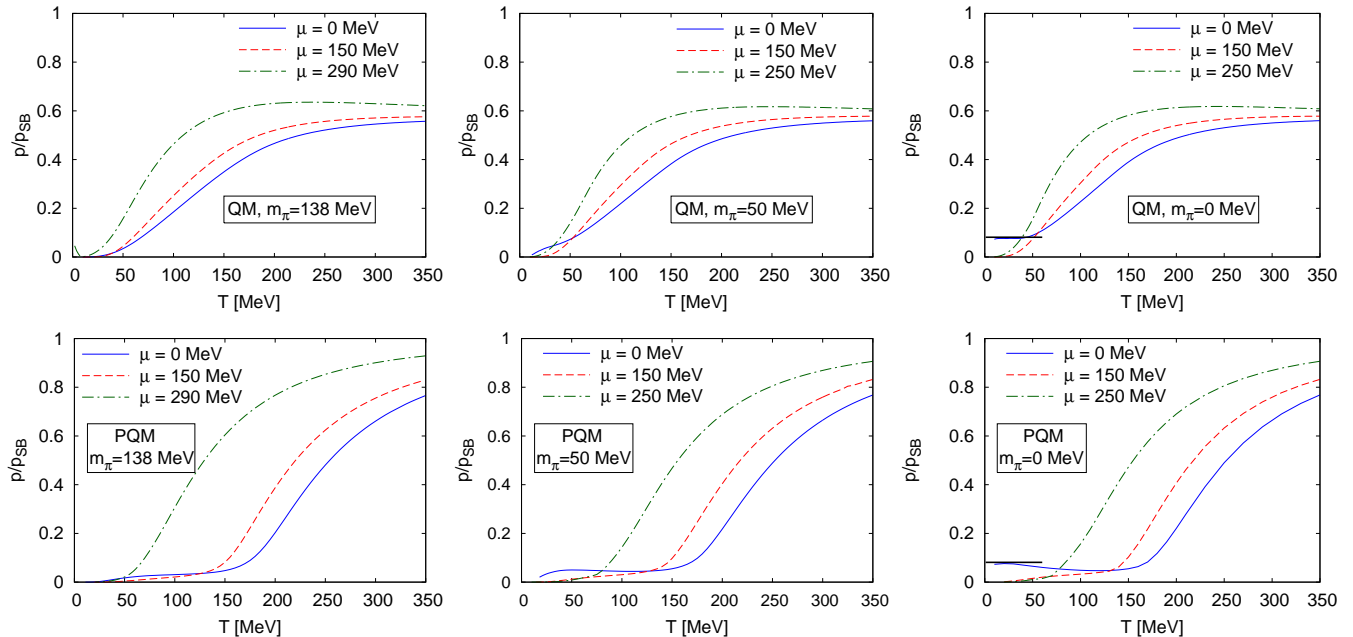 1
0.8
0.6
0.4
0.2
0
p/p_SB
μ = 0 MeV
μ = 150 MeV
μ = 290 MeV
QM, m_π=138 MeV
0 50 100 150 200 250 300 350
T [MeV]
1
0.8
0.6
0.4
0.2
0
p/p_SB
μ = 0 MeV
μ = 150 MeV
μ = 250 MeV
QM, m_π=50 MeV
0 50 100 150 200 250 300 350
T [MeV]
1
0.8
0.6
0.4
0.2
0
p/p_SB
μ = 0 MeV
μ = 150 MeV
μ = 250 MeV
QM, m_π=0 MeV
0 50 100 150 200 250 300 350
T [MeV]
1
0.8
0.6
0.4
0.2
0
p/p_SB
μ = 0 MeV
μ = 150 MeV
μ = 290 MeV
PQM
m_π=138 MeV
0 50 100 150 200 250 300 350
T [MeV]
1
0.8
0.6
0.4
0.2
0
p/p_SB
μ = 0 MeV
μ = 150 MeV
μ = 250 MeV
PQM
m_π=50 MeV
0 50 100 150 200 250 300 350
T [MeV]
1
0.8
0.6
0.4
0.2
0
p/p_SB
μ = 0 MeV
μ = 150 MeV
μ = 250 MeV
PQM
m_π=0 MeV
0 50 100 150 200 250 300 350
T [MeV]